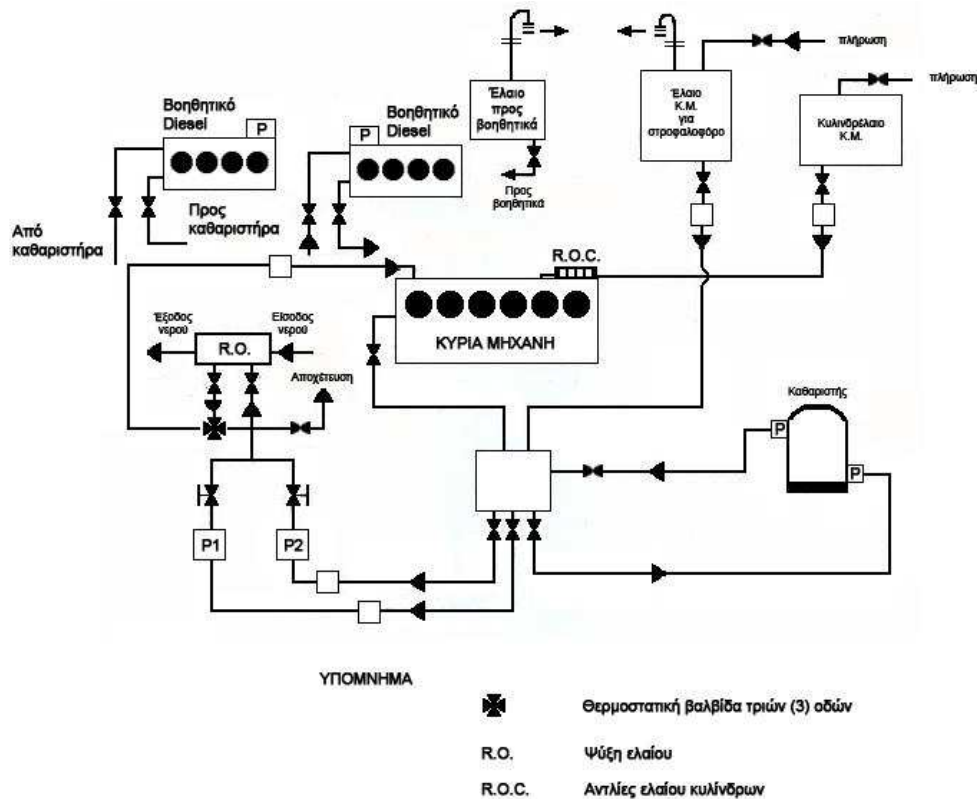 πλήρωση
πλήρωση
Βοηθητικό
Diesel
P
Βοηθητικό
Diesel
P
Έλαιο
προς
βοηθητικά
Έλαιο
Κ.Μ.
για
στροφαλοφόρο
Κυλινδρέλαιο
Κ.Μ.
Προς
βοηθητικά
Από
καθαριστήρα
Προς
καθαριστήρα
R.O.C.
ΚΥΡΙΑ ΜΗΧΑΝΗ
Έξοδος
νερού
Είσοδος
νερού
R.O.
Αποχέτευση
Καθαριστής
P
P
P1
P2
ΥΠΟΜΝΗΜΑ
Θερμοστατική βαλβίδα τριών (3) οδών
R.O. Ψύξη ελαίου
R.O.C. Αντλίες ελαίου κυλίνδρων